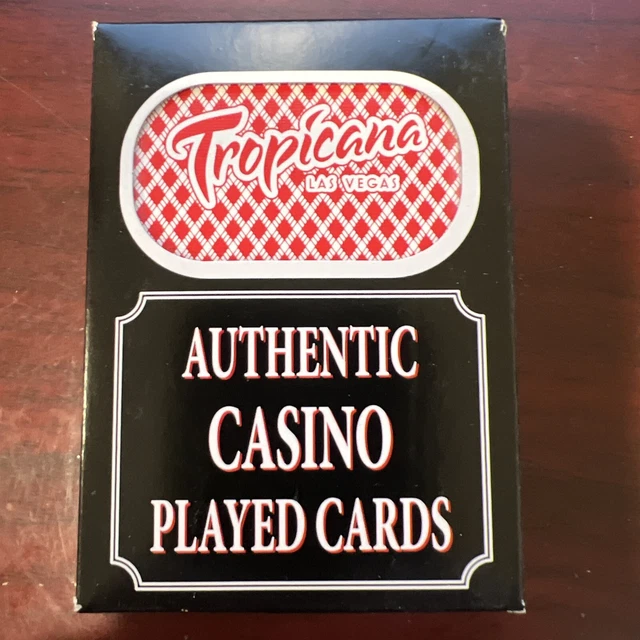 Tropicana
LAS VEGAS
AUTHENTIC
CASINO
PLAYED CARDS